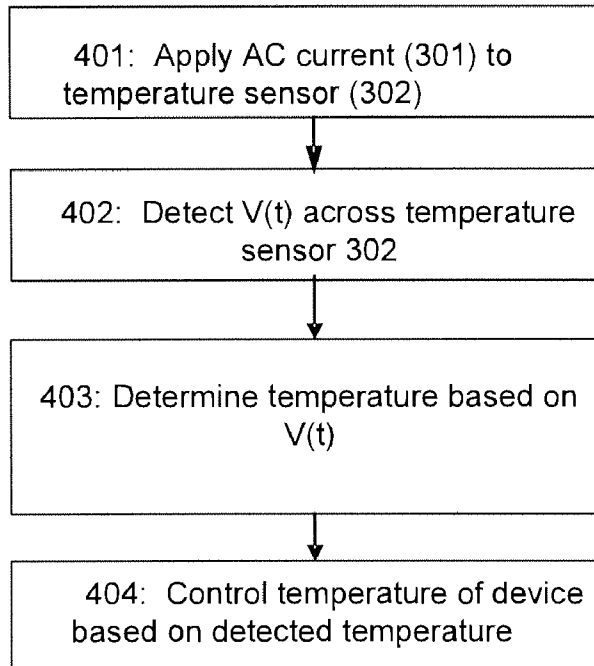 401: Apply AC current (301) to
temperature sensor (302)
402: Detect V(t) across temperature
sensor 302
403: Determine temperature based on
V(t)
404: Control temperature of device
based on detected temperature